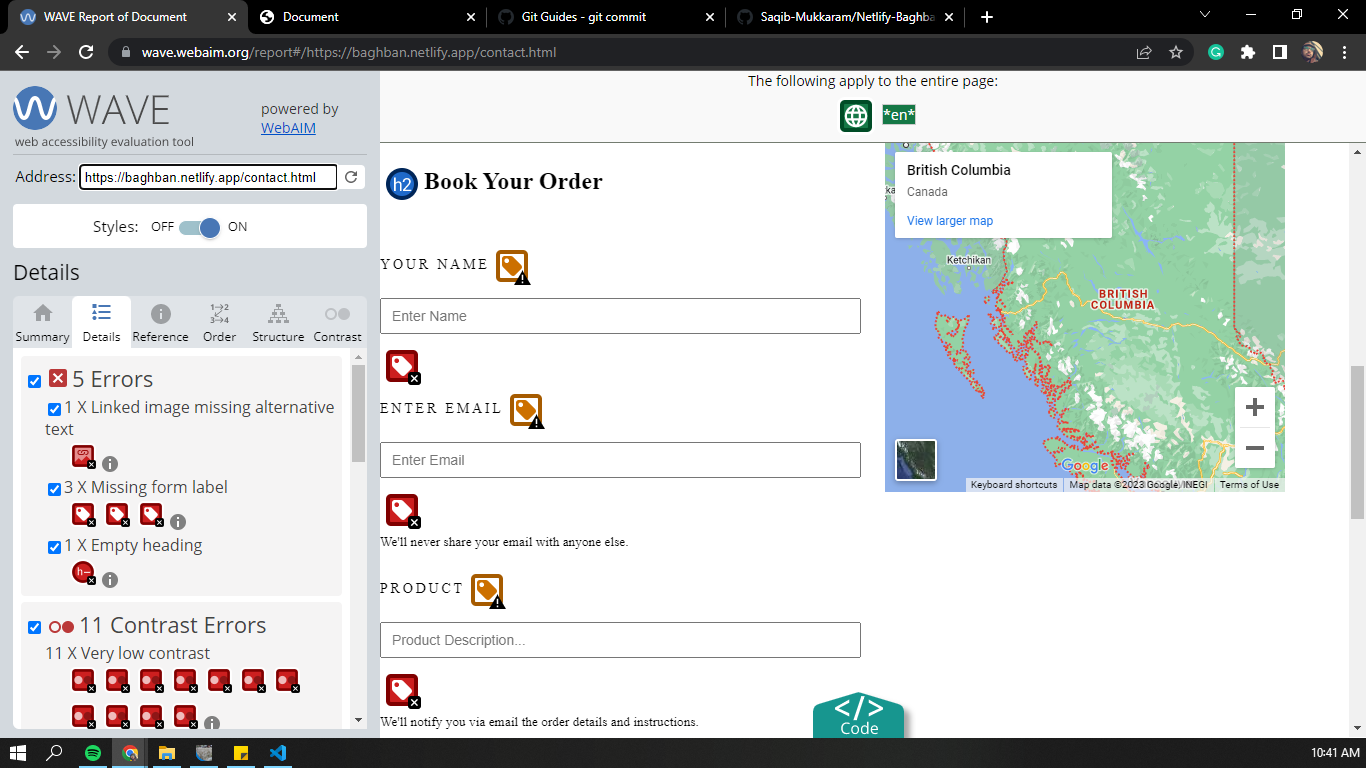 WAVE Report of Document
Document
Git Guides - git commit
Saqib-Mukkaram/Netlify-Baghba
wave.webaim.org/report#/https://baghban.netlify.app/contact.html
WAVE
web accessibility evaluation tool
powered by
WebAIM
Address:
https://baghban.netlify.app/contact.html
Styles: OFF ON
Details
Summary Details Reference Order Structure Contrast
5 Errors
1 X Linked image missing alternative
text
3 X Missing form label
1 X Empty heading
h-
11 Contrast Errors
11 X Very low contrast
The following apply to the entire page:
*en*
h2 Book Your Order
YOUR NAME
Enter Name
ENTER EMAIL
Enter Email
We'll never share your email with anyone else.
PRODUCT
Product Description...
We'll notify you via email the order details and instructions.
British Columbia
Canada
View larger map
Ketchikan
BRITISH
COLUMBIA
Google
Keyboard shortcuts
Map data ©2023 Google, INEGI
Terms of Use
</>
Code
10:41 AM